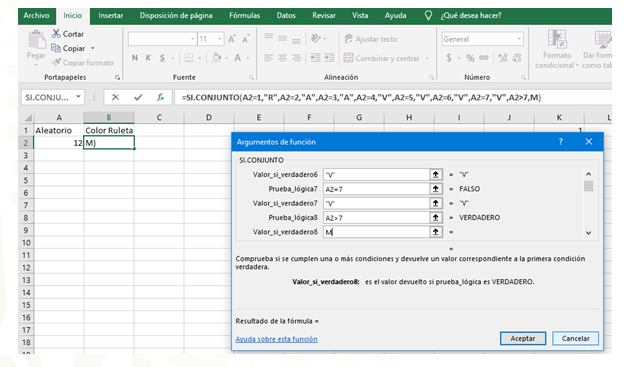 Archivo Inicio Insertar Disposición de página Fórmulas Datos Revisar Vista Ayuda ¿Qué desea hacer?
Pegar
Cortar
Copiar
Copiar formato
Portapapeles
11 A A
N K S A
Fuente
Ajustar texto
Combinar y centrar
Alineación
General
$ % 000
Número
Formato condicional
Dar form como tab
SI.CONJU... fx =SI.CONJUNTO(A2=1,"R",A2=2,"A",A2=3,"A",A2=4,"V",A2=5,"V",A2=6,"V",A2=7,"V",A2>7,M)
A B C D E F G H I J K L
1 Aleatorio Color Ruleta 1
2 12 M)
3
4
5
6
7
8
9
10
11
12
13
14
15
16
17
18
Argumentos de función ? ×
SI.CONJUNTO
Valor_si_verdadero6 "V" = "V"
Prueba_lógica7 A2=7 = FALSO
Valor_si_verdadero7 "V" = "V"
Prueba_lógica8 A2>7 = VERDADERO
Valor_si_verdadero8 M =
=
Comprueba si se cumplen una o más condiciones y devuelve un valor correspondiente a la primera condición
verdadera.
Valor_si_verdadero8: es el valor devuelto si prueba_lógica es VERDADERO.
Resultado de la fórmula =
Ayuda sobre esta función
Aceptar Cancelar